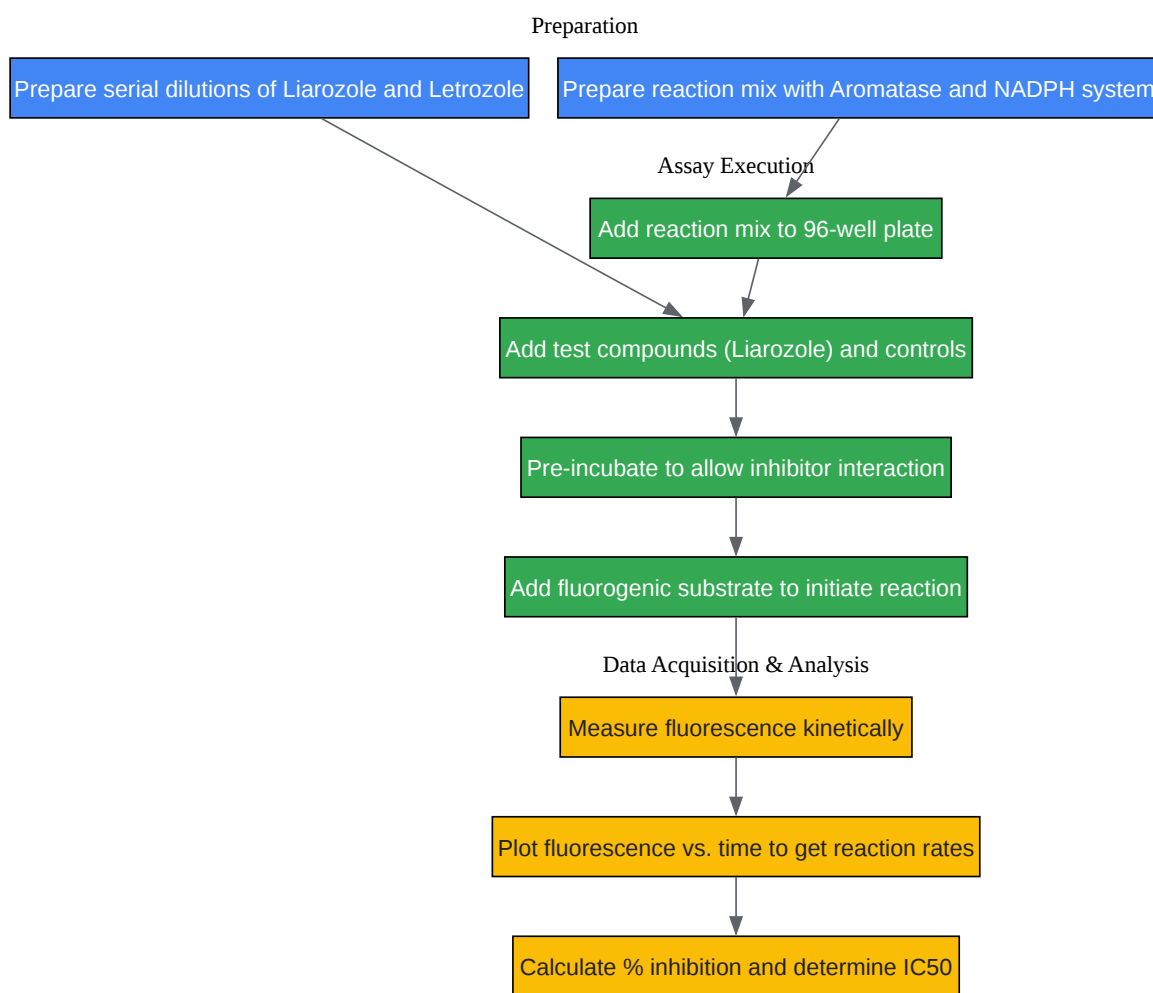 Preparation
Prepare serial dilutions of Liarozole and Letrozole
Prepare reaction mix with Aromatase and NADPH system
Assay Execution
Add reaction mix to 96-well plate
Add test compounds (Liarozole) and controls
Pre-incubate to allow inhibitor interaction
Add fluorogenic substrate to initiate reaction
Data Acquisition & Analysis
Measure fluorescence kinetically
Plot fluorescence vs. time to get reaction rates
Calculate % inhibition and determine IC50